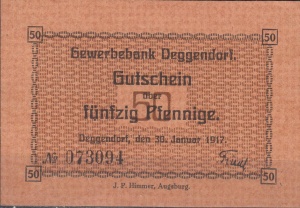 50 50
Gewerbebank Deggendorf.
Gutschein
über
50
fünfzig Pfennige.
Deggendorf, den 30. Januar 1917.
№ 073094
50 50
J. P. Himmer, Augsburg.